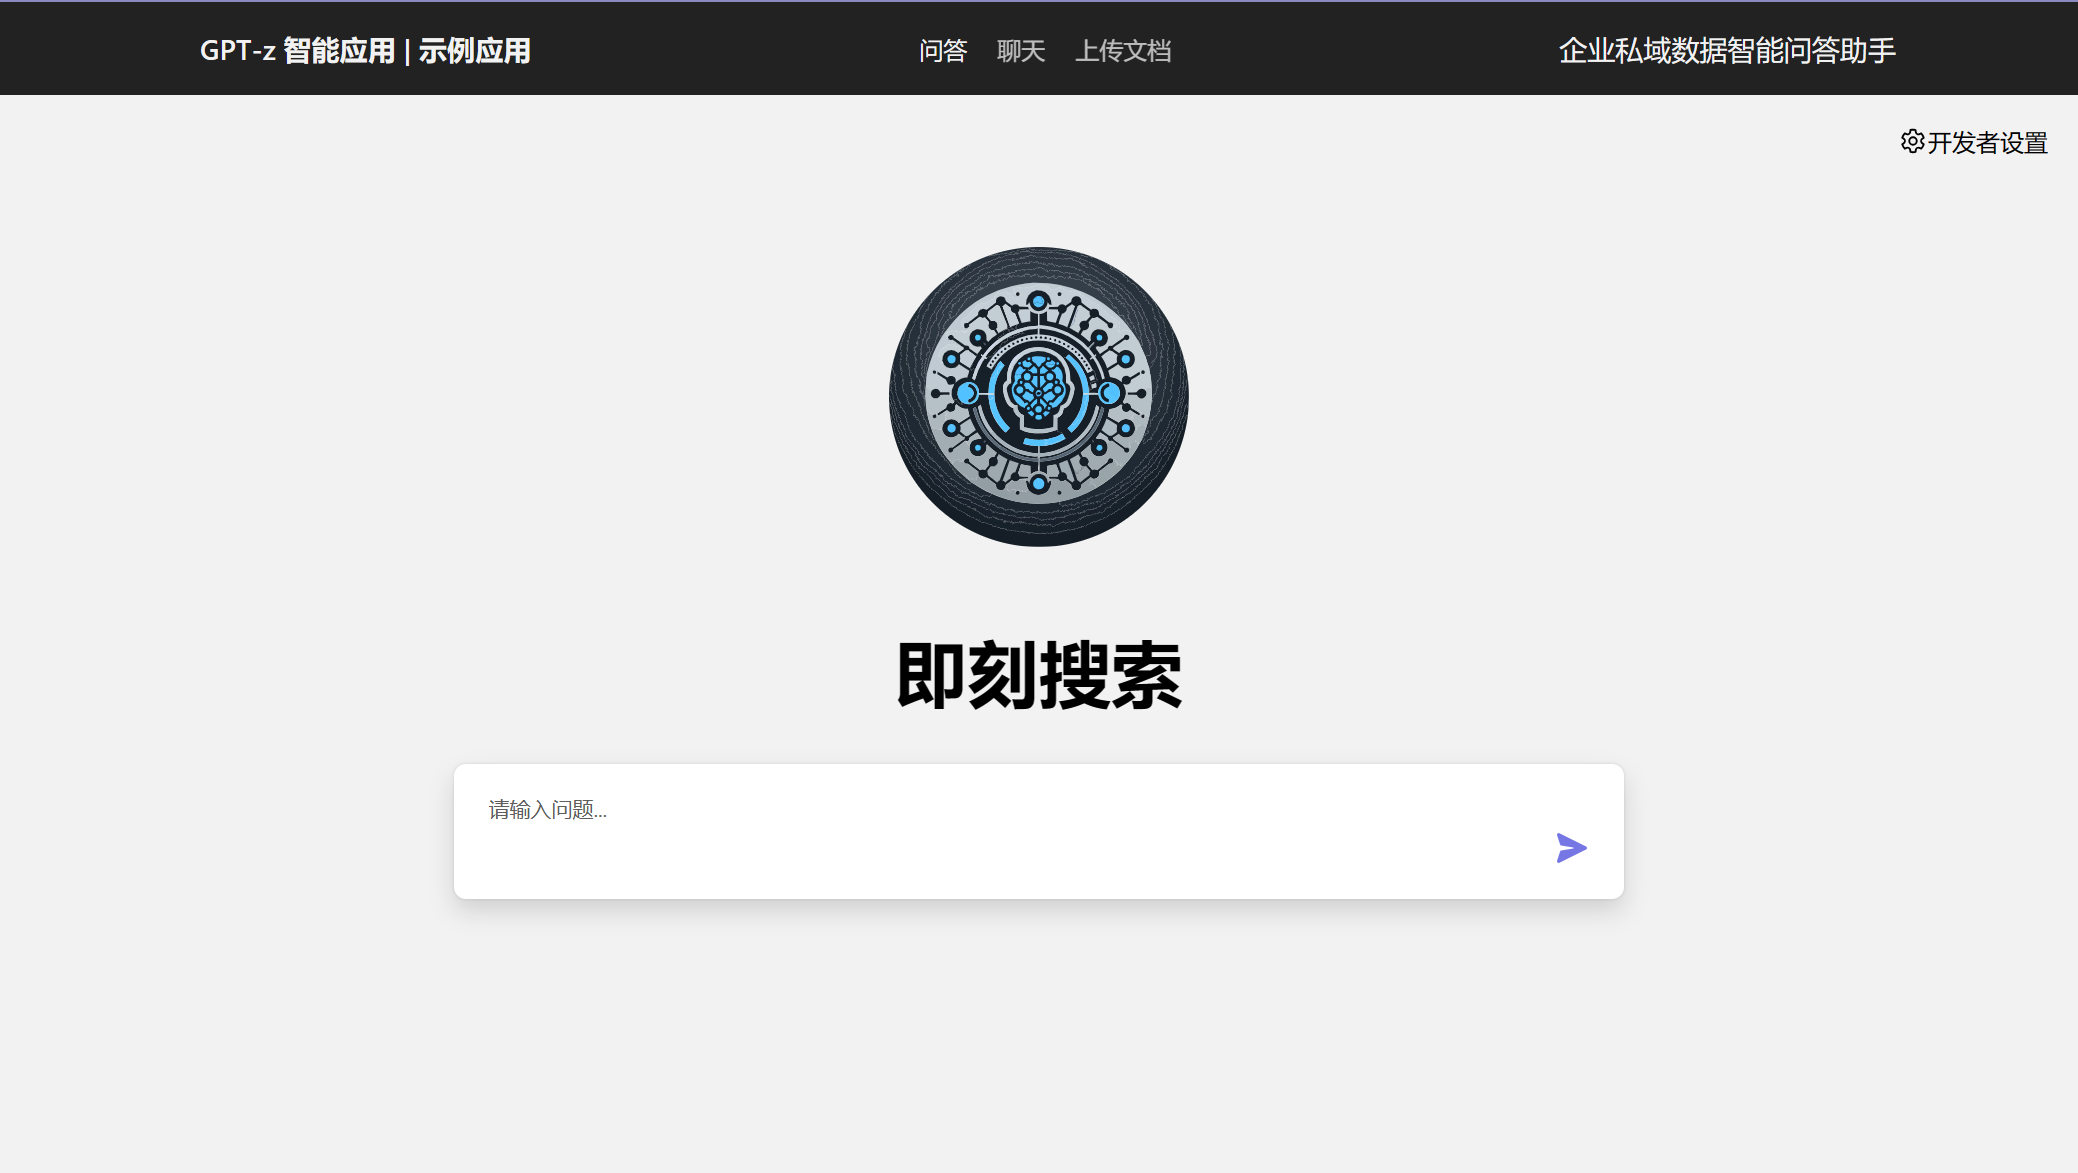 GPT-z 智能应用 | 示例应用
问答 聊天 上传文档
企业私域数据智能问答助手
开发者设置
即刻搜索
请输入问题...